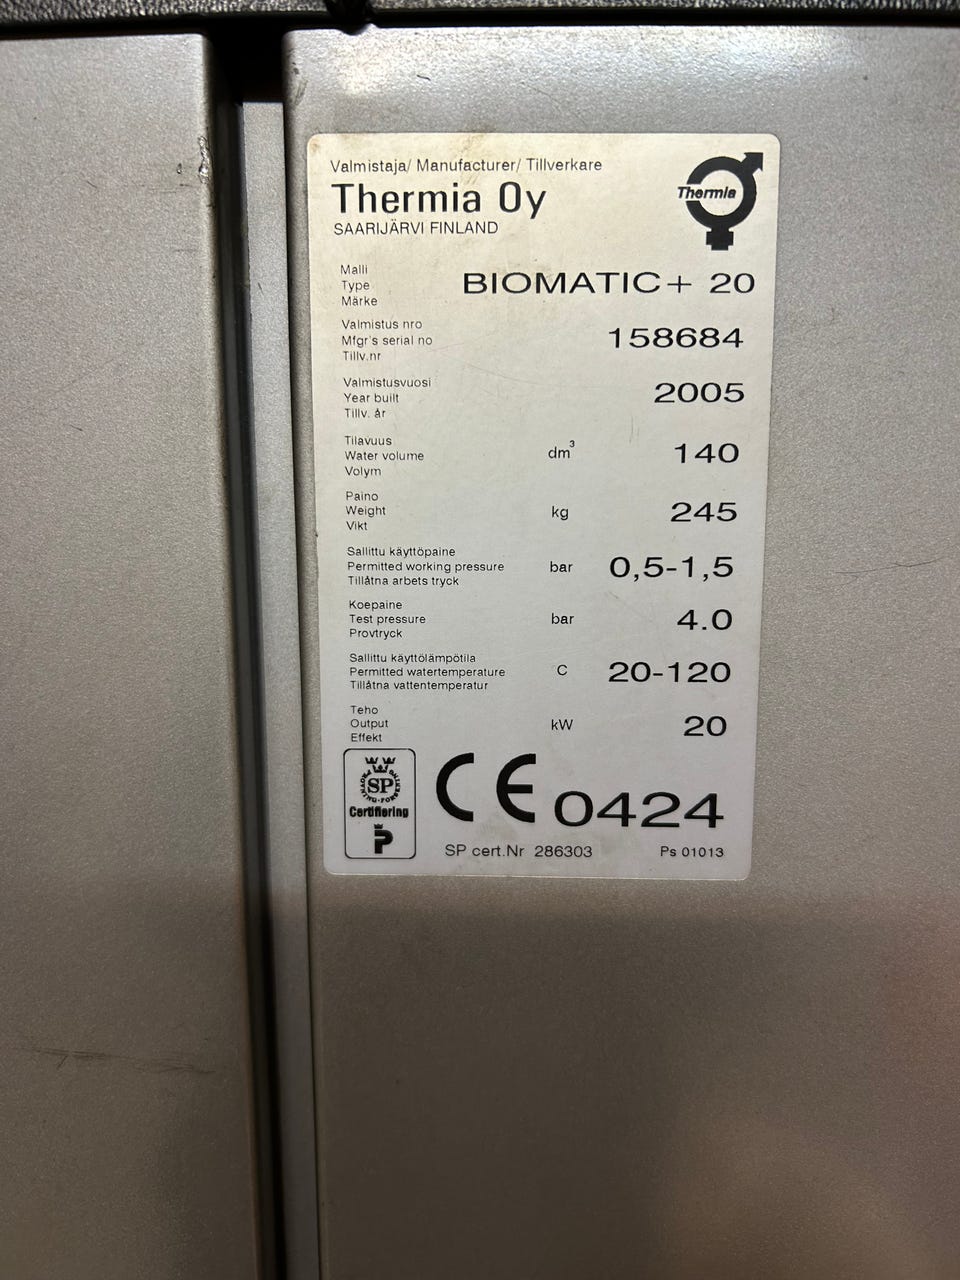 Valmistaja/ Manufacturer/ Tillverkare
Thermia Oy
SAARIJÄRVI FINLAND
Thermia
Malli
Type BIOMATIC+ 20
Märke
Valmistus nro
Mfgr's serial no 158684
Tillv.nr
Valmistusvuosi
Year built 2005
Tillv. år
Tilavuus
Water volume dm³ 140
Volym
Paino
Weight kg 245
Vikt
Sallittu käyttöpaine
Permitted working pressure bar 0,5-1,5
Tillåtna arbets tryck
Koepaine
Test pressure bar 4.0
Provtryck
Sallittu käyttölämpötila
Permitted watertemperature C 20-120
Tillåtna vattentemperatur
Teho
Output kW 20
Effekt
SP
Certifiering
P
CE 0424
SP cert.Nr 286303 Ps 01013